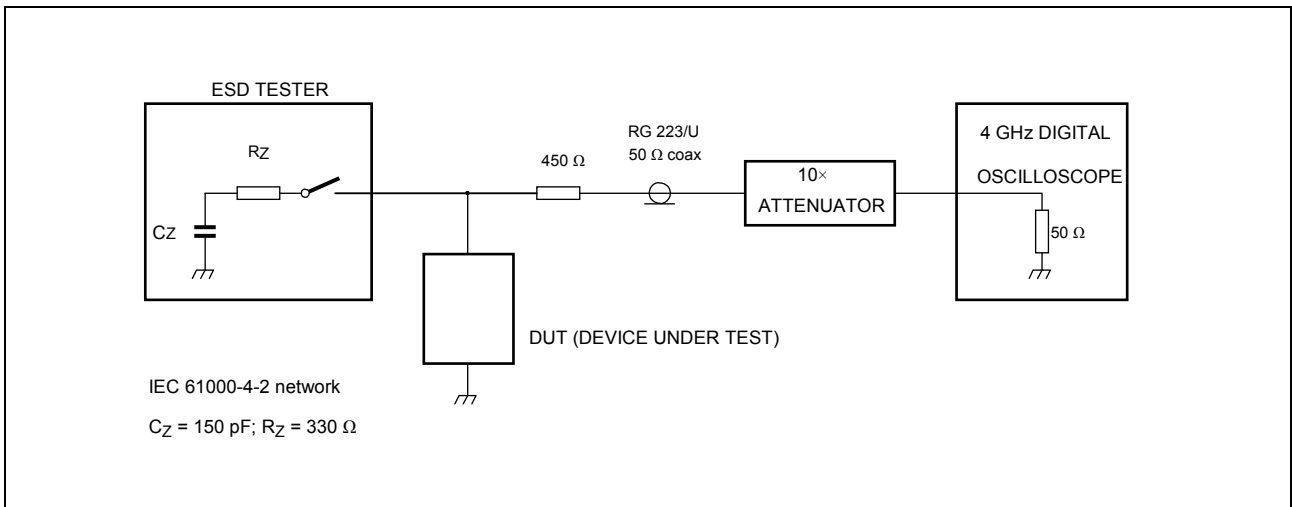 ESD TESTER
RZ
CZ
450 Ω
RG 223/U
50 Ω coax
10×
ATTENUATOR
4 GHz DIGITAL
OSCILLOSCOPE
50 Ω
DUT (DEVICE UNDER TEST)
IEC 61000-4-2 network
CZ = 150 pF; RZ = 330 Ω